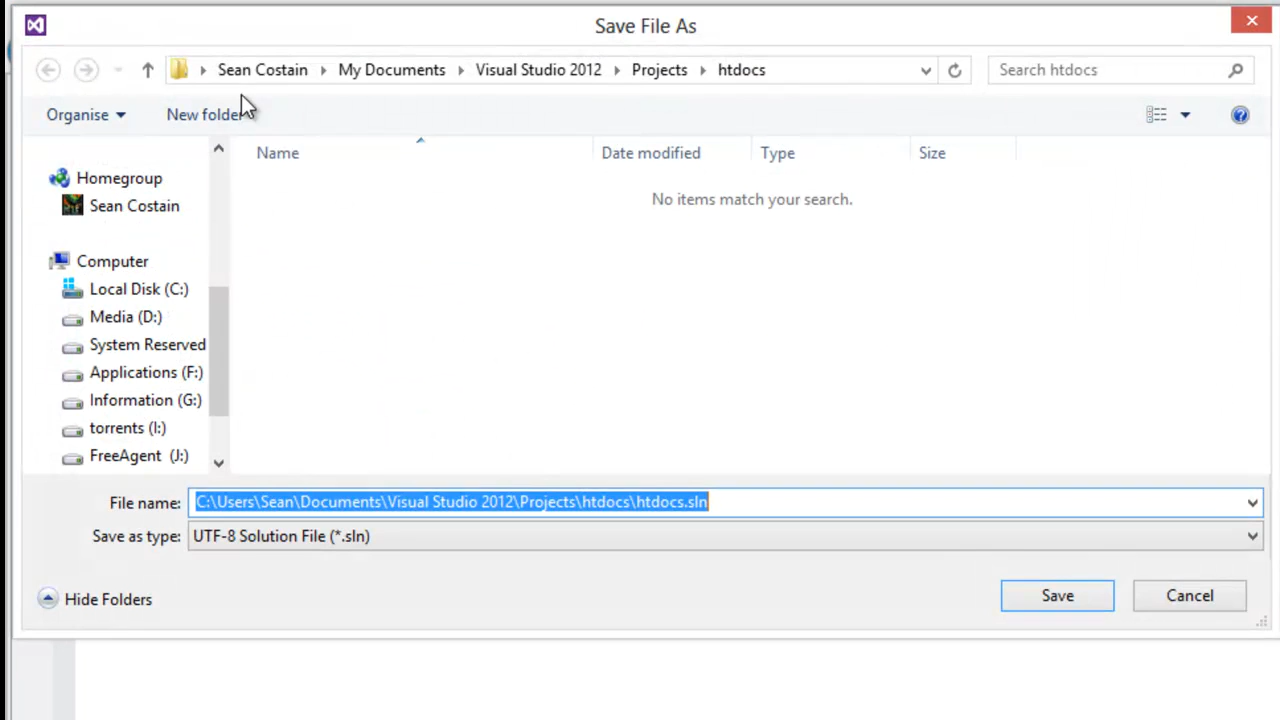 Save File As
Sean Costain My Documents Visual Studio 2012 Projects htdocs Search htdocs
Organise New folder
Name Date modified Type Size
No items match your search.
Homegroup
Sean Costain
Computer
Local Disk (C:)
Media (D:)
System Reserved
Applications (F:)
Information (G:)
torrents (I:)
FreeAgent (J:)
File name: C:\Users\Sean\Documents\Visual Studio 2012\Projects\htdocs\htdocs.sln
Save as type: UTF-8 Solution File (*.sln)
Hide Folders Save Cancel